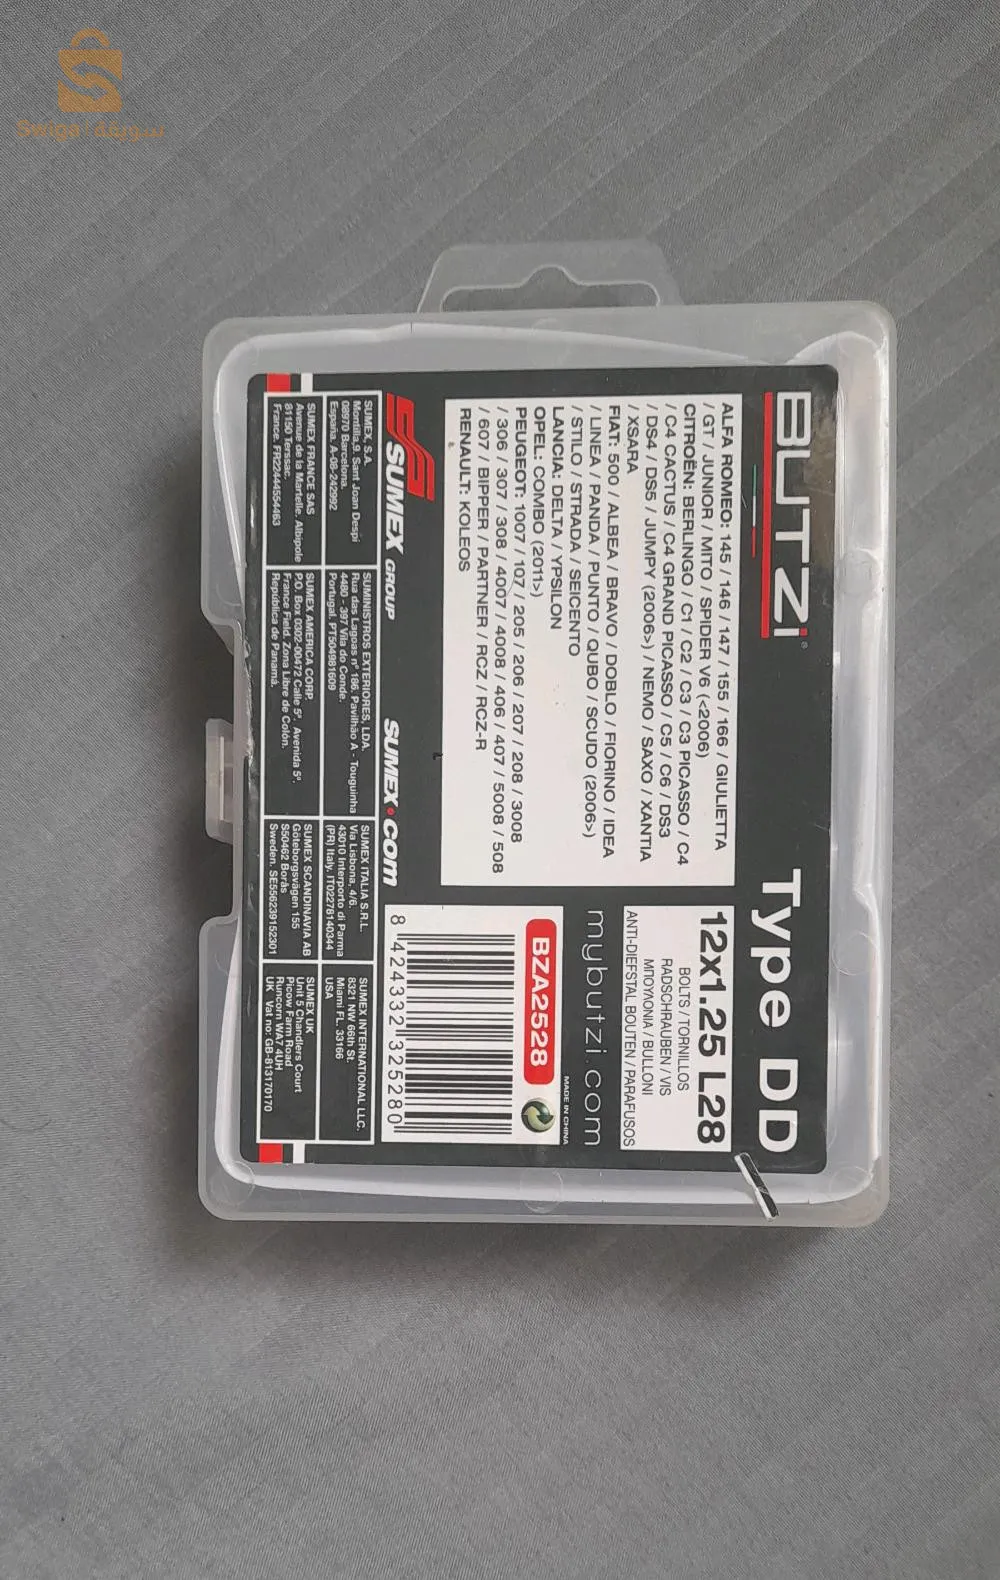 Swiga سويقة
BUTZI®
Type DD
ALFA ROMEO: 145 / 146 / 147 / 155 / 166 / GIULIETTA
/ GT / JUNIOR / MITO / SPIDER V6 (<2006)
CITROËN: BERLINGO / C1 / C2 / C3 / C3 PICASSO / C4
/ C4 CACTUS / C4 GRAND PICASSO / C5 / C6 / DS3
/ DS4 / DS5 / JUMPY (2006>) / NEMO / SAXO / XANTIA
/ XSARA
FIAT: 500 / ALBEA / BRAVO / DOBLO / FIORINO / IDEA
/ LINEA / PANDA / PUNTO / QUBO / SCUDO (2006>)
/ STILO / STRADA / SEICENTO
LANCIA: DELTA / YPSILON
OPEL: COMBO (2011>)
PEUGEOT: 1007 / 107 / 205 / 206 / 207 / 208 / 3008
/ 306 / 307 / 308 / 4007 / 4008 / 406 / 407 / 5008 / 508
/ 604 / BIPPER / PARTNER / RCZ / RCZ-R
RENAULT: KOLEOS
12x1.25 L28
BOLTS / TORNILLOS
RADSCHRAUBEN / VIS
ΜΠΟΥΛΟΝΙΑ / BULLONI
ANTI-DIEFSTAL BOUTEN / PARAFUSOS
mybutzi.com
MADE IN CHINA
BZA2528
8 424332 325280
SUMEX GROUP
SUMEX.com
SUMEX, S.A.
Montilla,9. Sant Joan Despi
08970 Barcelona.
España. A-08-242992
SUMINISTROS EXTERIORES, LDA.
Rua das Lagoas nº 186. Pavilhão A - Touguinha
4480 - 397 Vila do Conde.
Portugal. PT504981609
SUMEX ITALIA S.R.L.
Via Lisbona, 4/6.
43010 Interporto di Parma
(PR) Italy. IT02278140344
SUMEX INTERNATIONAL LLC.
8321 NW 66th St.
Miami FL. 33166
USA
SUMEX FRANCE SAS
Avenue de la Martelle. Albipole
81150 Terssac.
France. FR22444554463
SUMEX AMERICA CORP.
P.O. Box 0302-00472 Calle 5ª. Avenida 5ª.
France Field. Zona Libre de Colón.
República de Panamá.
SUMEX SCANDINAVIA AB
Göteborgsvägen 155
S50462 Borås
Sweden. SE556239152301
SUMEX UK
Unit 5 Chandlers Court
Picow Farm Road
Runcorn WA7 4UH
UK Vat no: GB-813170170